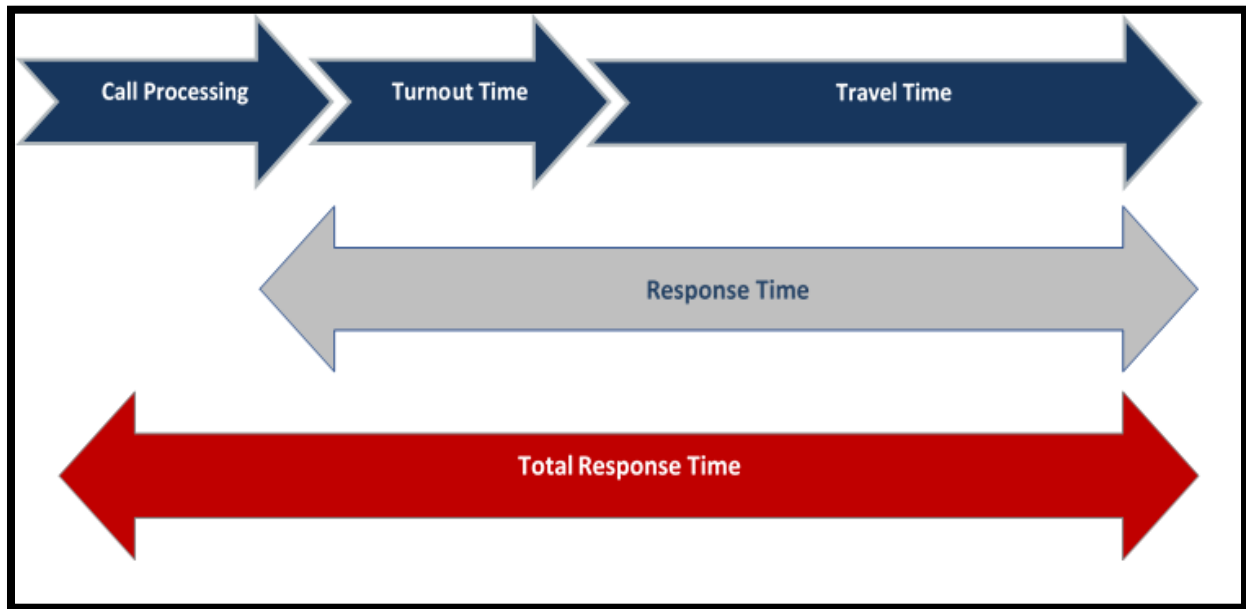 Call Processing
Turnout Time
Travel Time
Response Time
Total Response Time